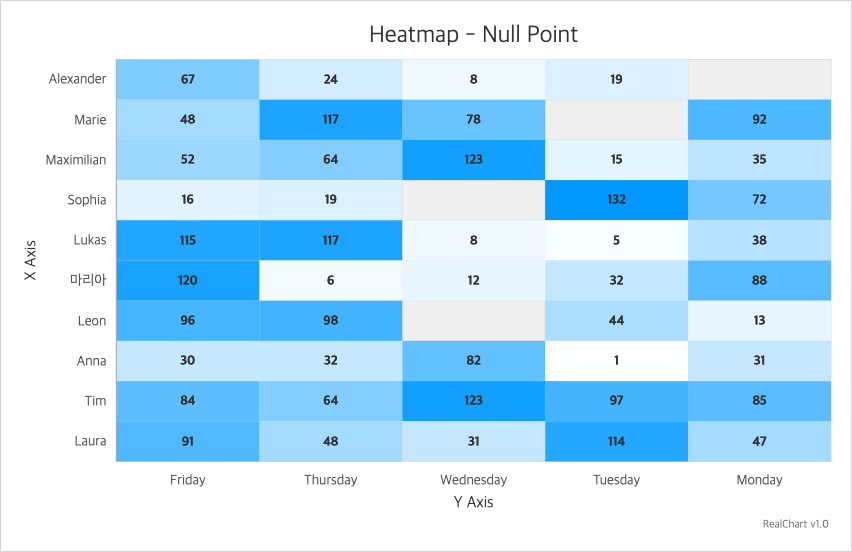 Heatmap - Null Point
X Axis
Alexander 67 24 8 19
Marie 48 117 78 92
Maximilian 52 64 123 15 35
Sophia 16 19 132 72
Lukas 115 117 8 5 38
마리아 120 6 12 32 88
Leon 96 98 44 13
Anna 30 32 82 1 31
Tim 84 64 123 97 85
Laura 91 48 31 114 47
Friday Thursday Wednesday Tuesday Monday
Y Axis
RealChart v1.0